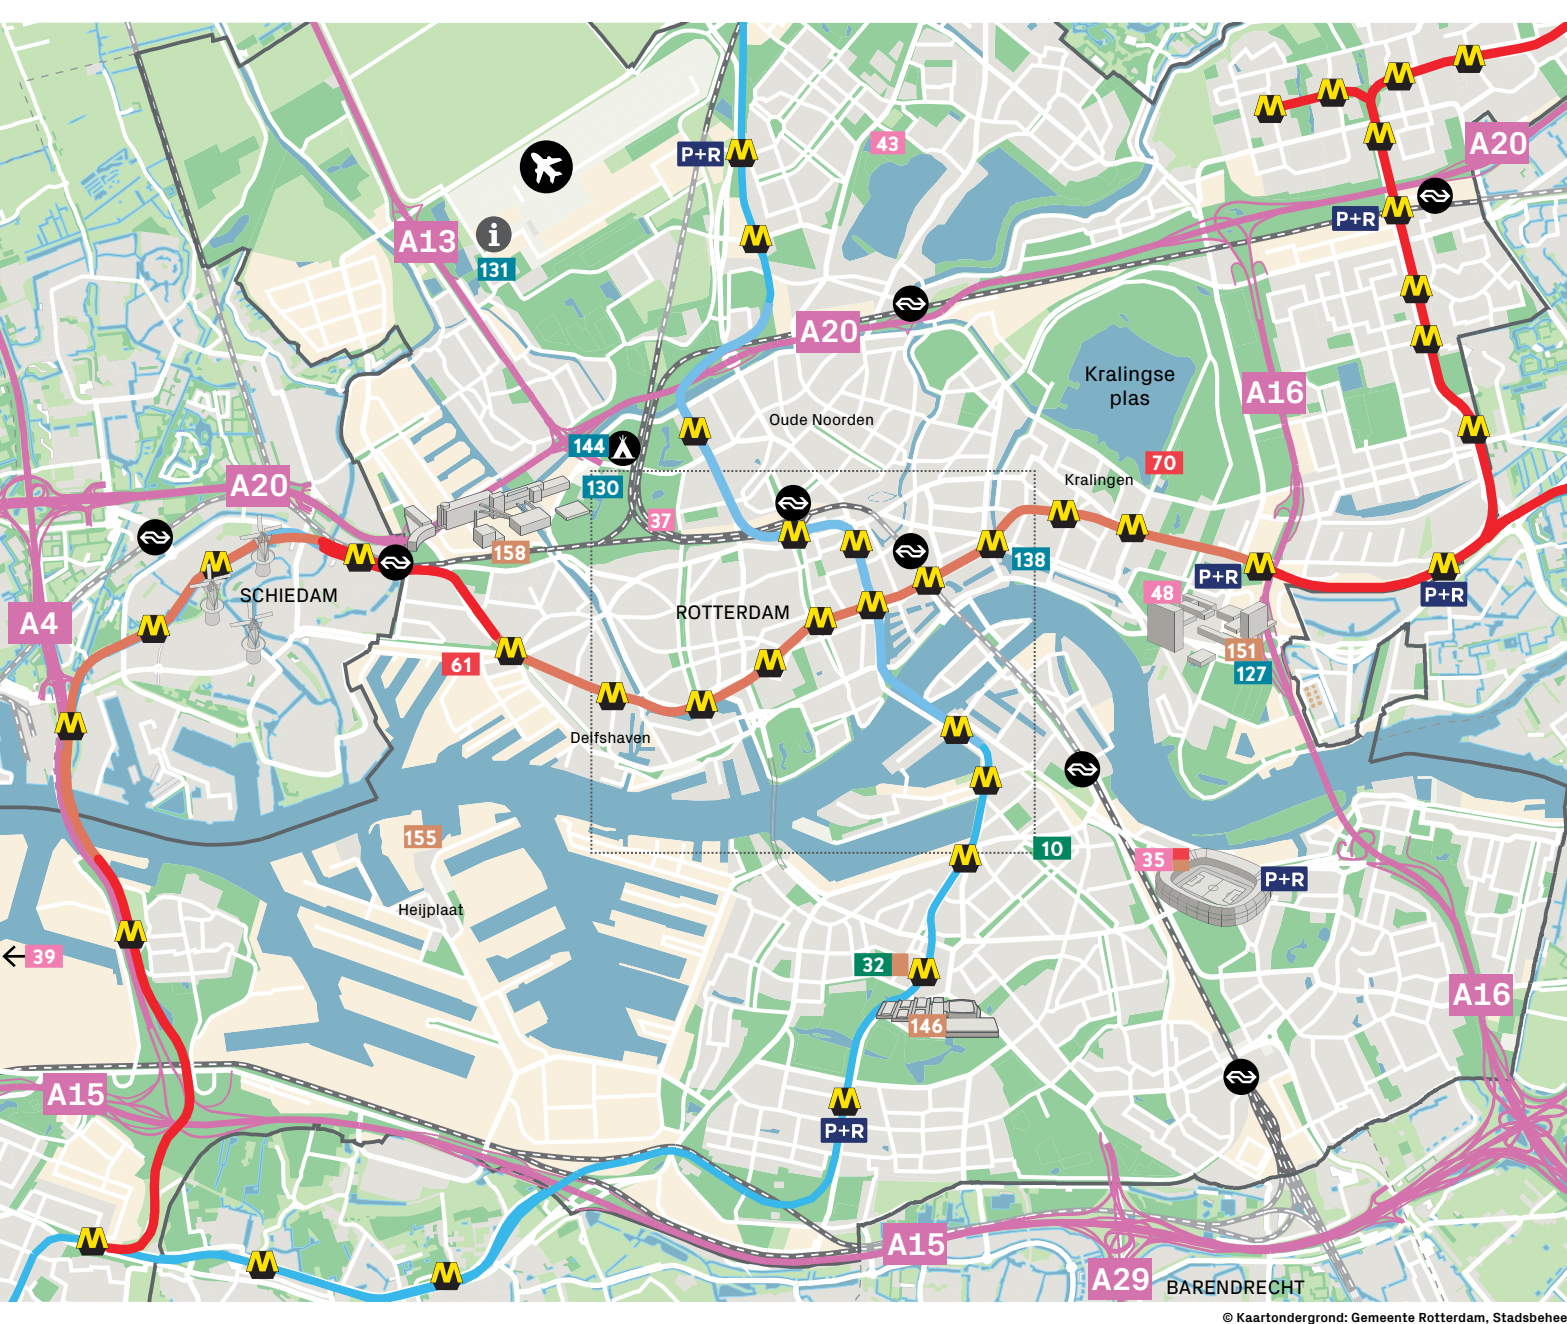 A20
43
P+R
P+R
A13
i
131
A20
Kralingse
plas
A16
Oude Noorden
144
70
Kralingen
A20
130
37
158
138
P+R
48
P+R
SCHIEDAM
ROTTERDAM
A4
61
151
127
Delfshaven
155
10
35
P+R
Heijplaat
39
32
A16
146
A15
P+R
A15
A29
BARENDRECHT
© Kaartondergrond: Gemeente Rotterdam, Stadsbehee